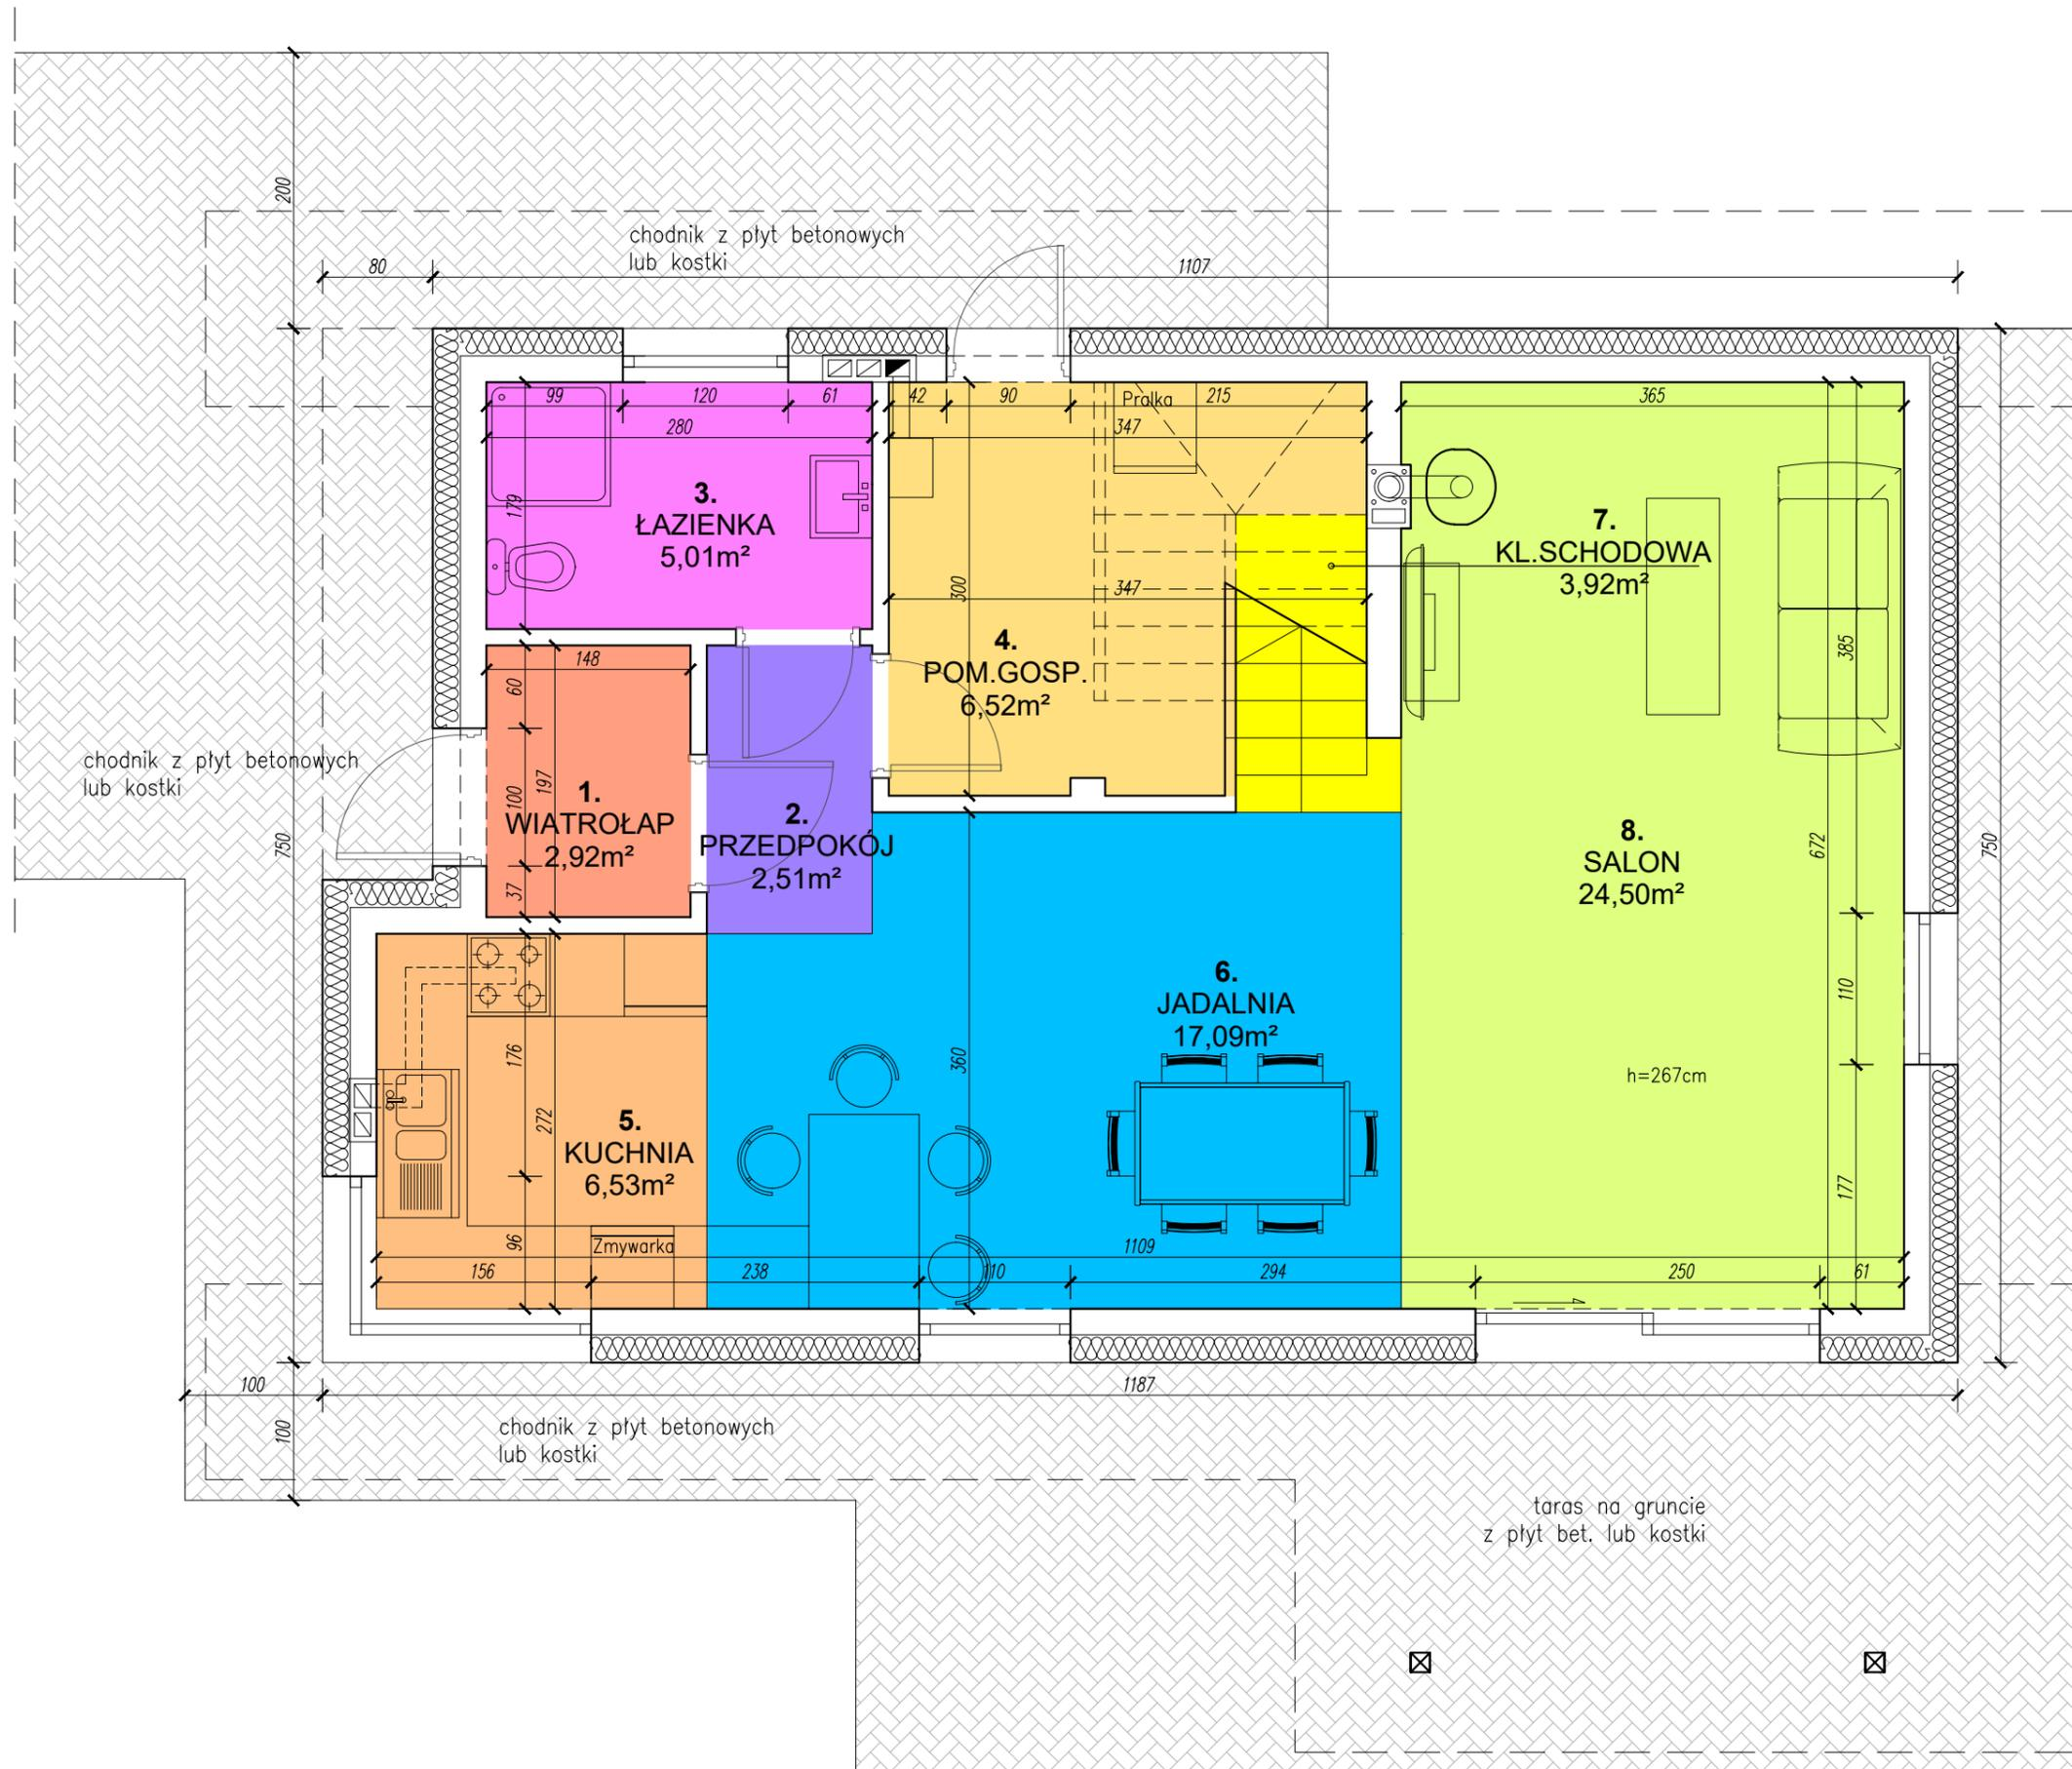 200
chodnik z płyt betonowych
lub kostki
80
1107
99
120
61
42
90
Pralka
215
365
280
347
179
3.
ŁAZIENKA
5,01m²
7.
KL.SCHODOWA
3,92m²
300
347
4.
POM.GOSP.
6,52m²
385
148
60
chodnik z płyt betonowych
lub kostki
100
197
1.
WIATROŁAP
2,92m²
2.
PRZEDPOKÓJ
2,51m²
37
750
8.
SALON
24,50m²
672
750
6.
JADALNIA
17,09m²
110
176
360
h=267cm
272
5.
KUCHNIA
6,53m²
177
96
Zmywarka
1109
156
238
110
294
250
61
100
1187
100
chodnik z płyt betonowych
lub kostki
taras na gruncie
z płyt bet. lub kostki